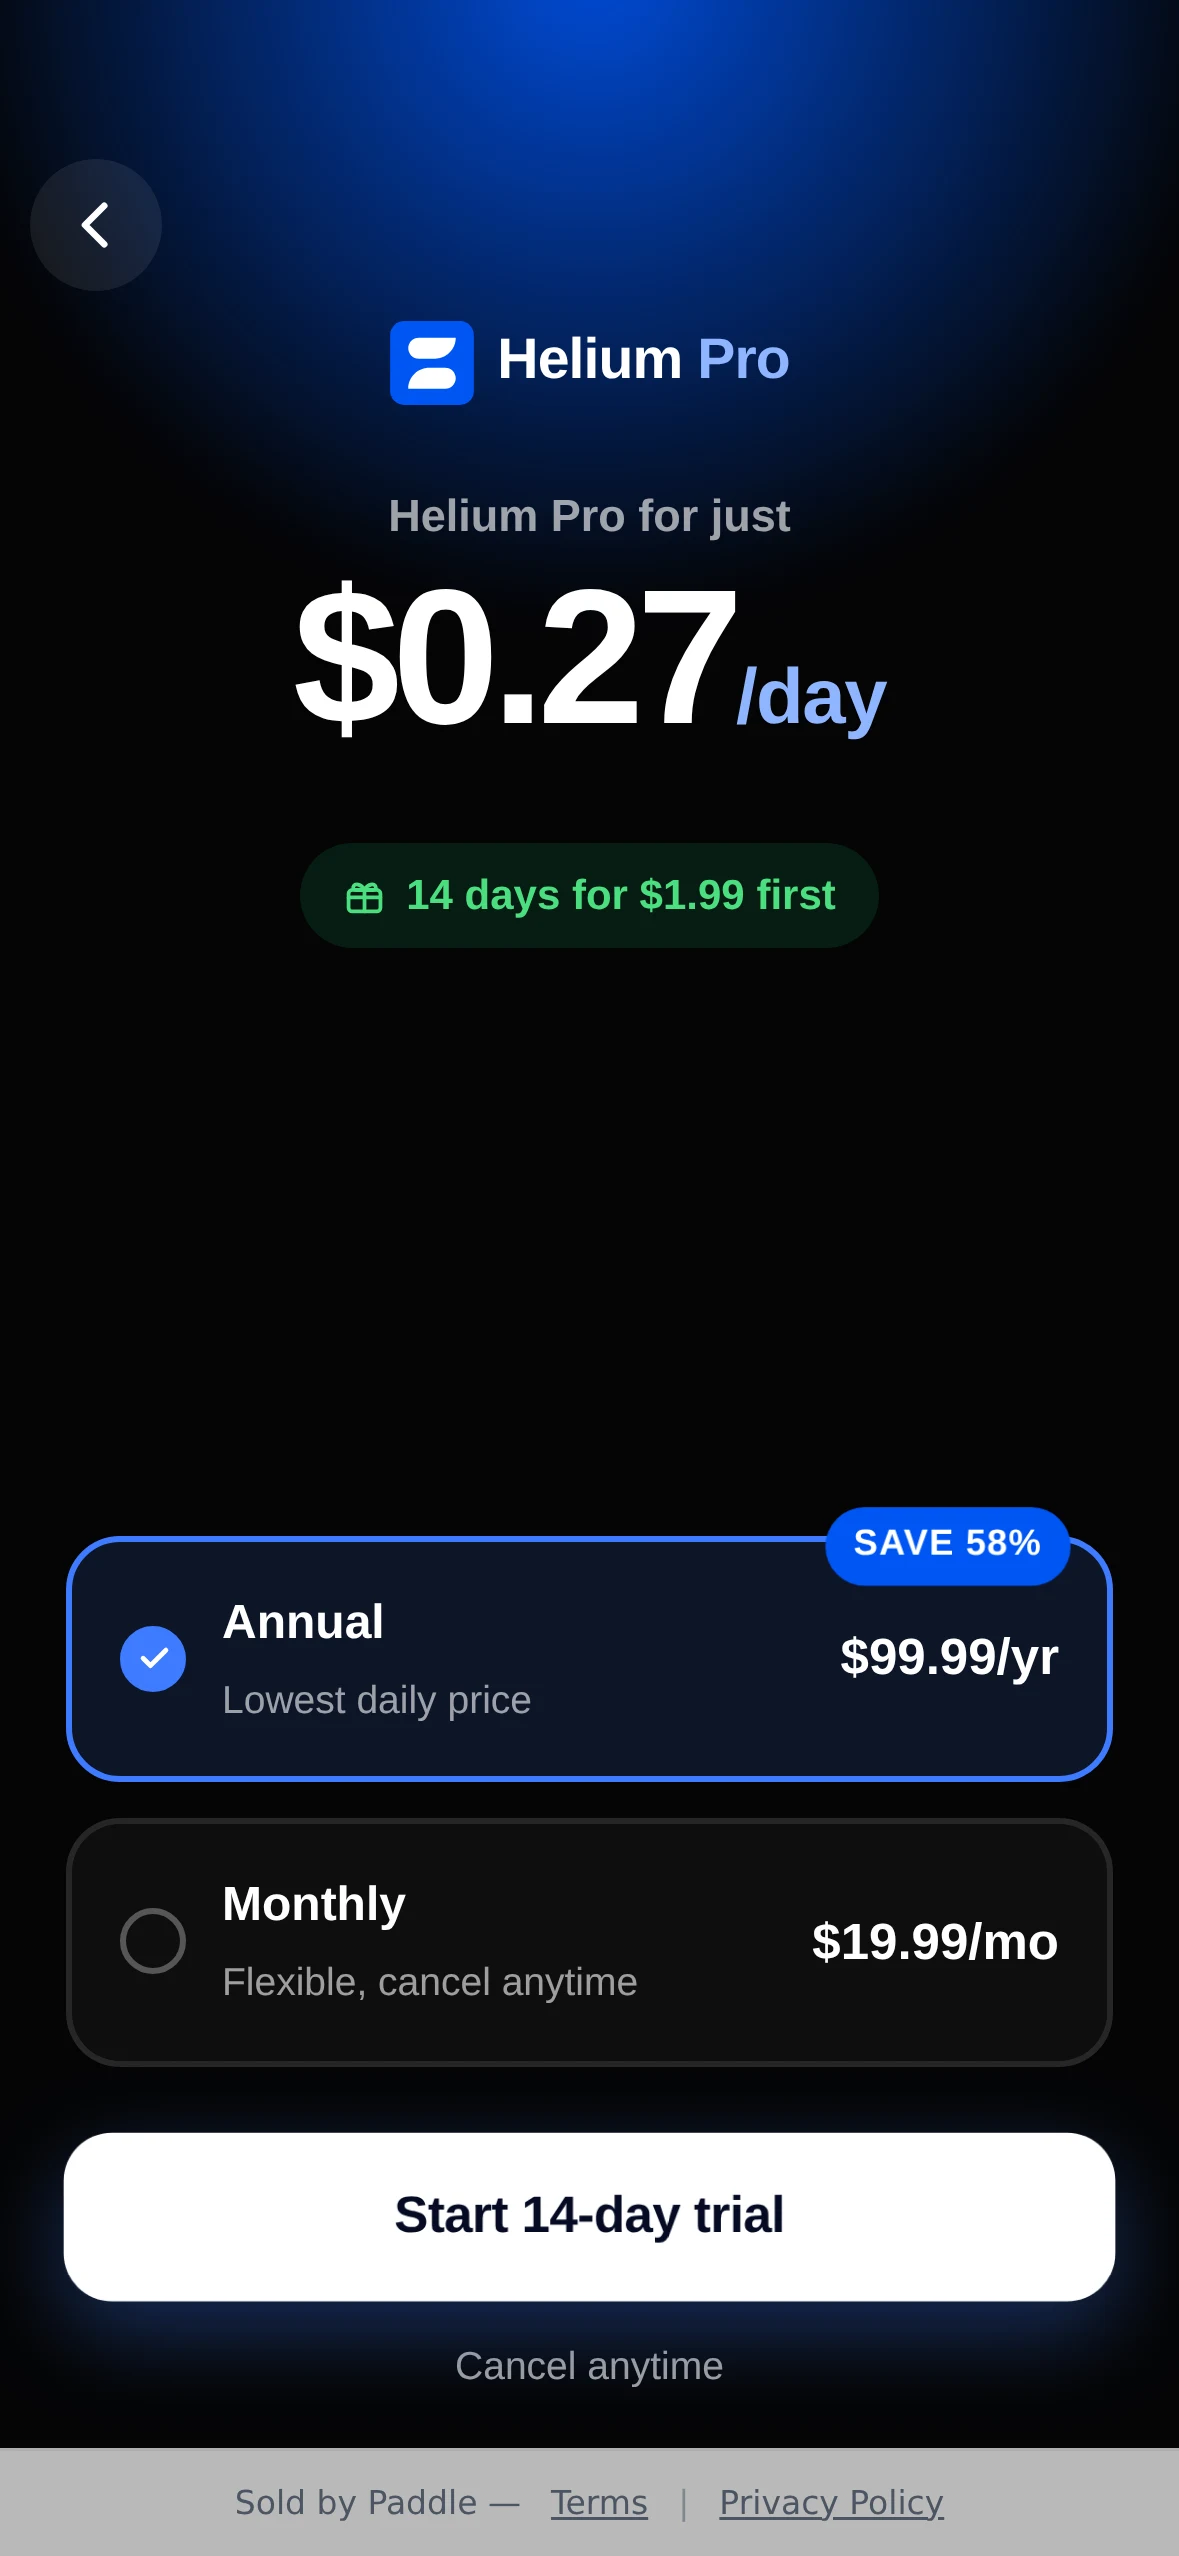 Helium Pro
Helium Pro for just
$0.27/day
14 days for $1.99 first
SAVE 58%
Annual
$99.99/yr
Lowest daily price
Monthly
$19.99/mo
Flexible, cancel anytime
Start 14-day trial
Cancel anytime
Sold by Paddle — Terms | Privacy Policy